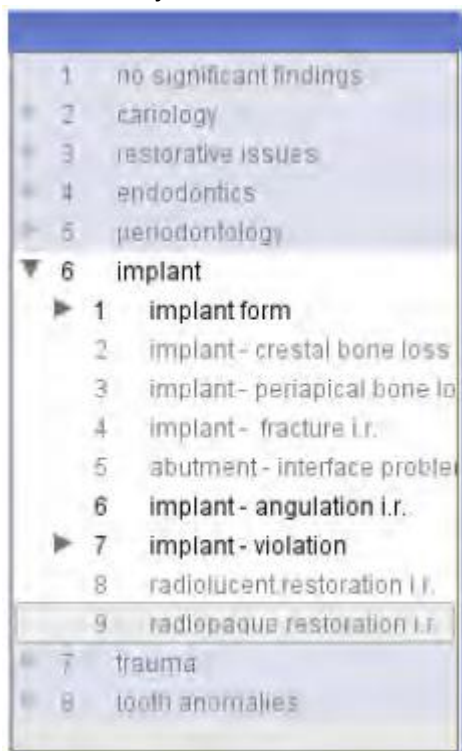 1 no significant findings
2 cariology
3 restorative issues
4 endodontics
5 periodontology
6 implant
1 implant form
2 implant - crestal bone loss
3 implant - periapical bone lo
4 implant - fracture i.r.
5 abutment - interface proble
6 implant - angulation i.r.
7 implant - violation
8 radiolucent restoration i.r.
9 radiopaque restoration i.r.
7 trauma
8 tooth anomalies